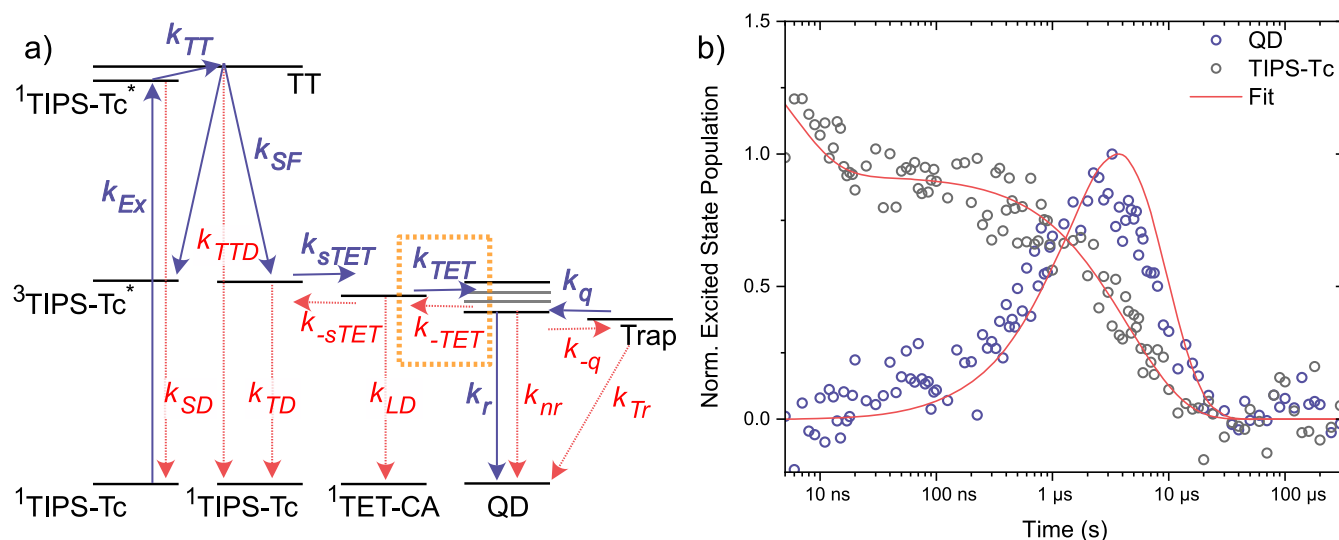 a)
k_TT
TT
¹TIPS-Tc*
k_SF
k_Ex
k_TTD
k_sTET
k_TET
k_q
³TIPS-Tc*
k_-sTET
k_-TET
Trap
k_-q
k_SD
k_TD
k_LD
k_r
k_nr
k_Tr
¹TIPS-Tc
¹TIPS-Tc
¹TET-CA
QD
b)
QD
TIPS-Tc
Fit
1.5
1.0
0.5
0.0
Norm. Excited State Population
10 ns
100 ns
1 µs
10 µs
100 µs
Time (s)